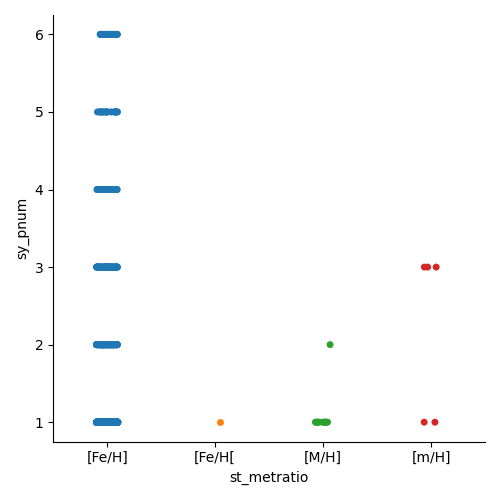 6
5
4
3
2
1
sy_pnum
[Fe/H]
[Fe/H[
[M/H]
[m/H]
st_metratio